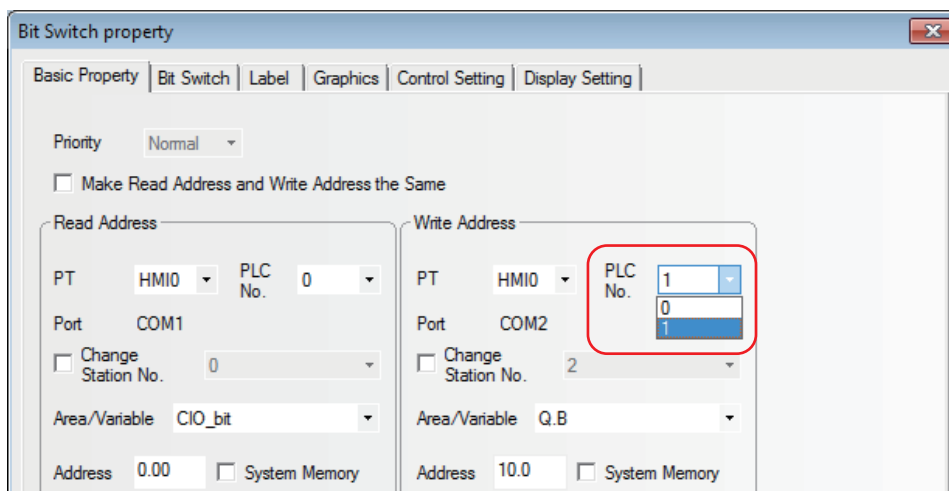 Bit Switch property
Basic Property Bit Switch Label Graphics Control Setting Display Setting
Priority Normal
Make Read Address and Write Address the Same
Read Address
PT HMI0 PLC No. 0
Port COM1
Change Station No. 0
Area/Variable CIO_bit
Address 0.00 System Memory
Write Address
PT HMI0 PLC No. 1
0
1
Port COM2
Change Station No. 2
Area/Variable Q.B
Address 10.0 System Memory